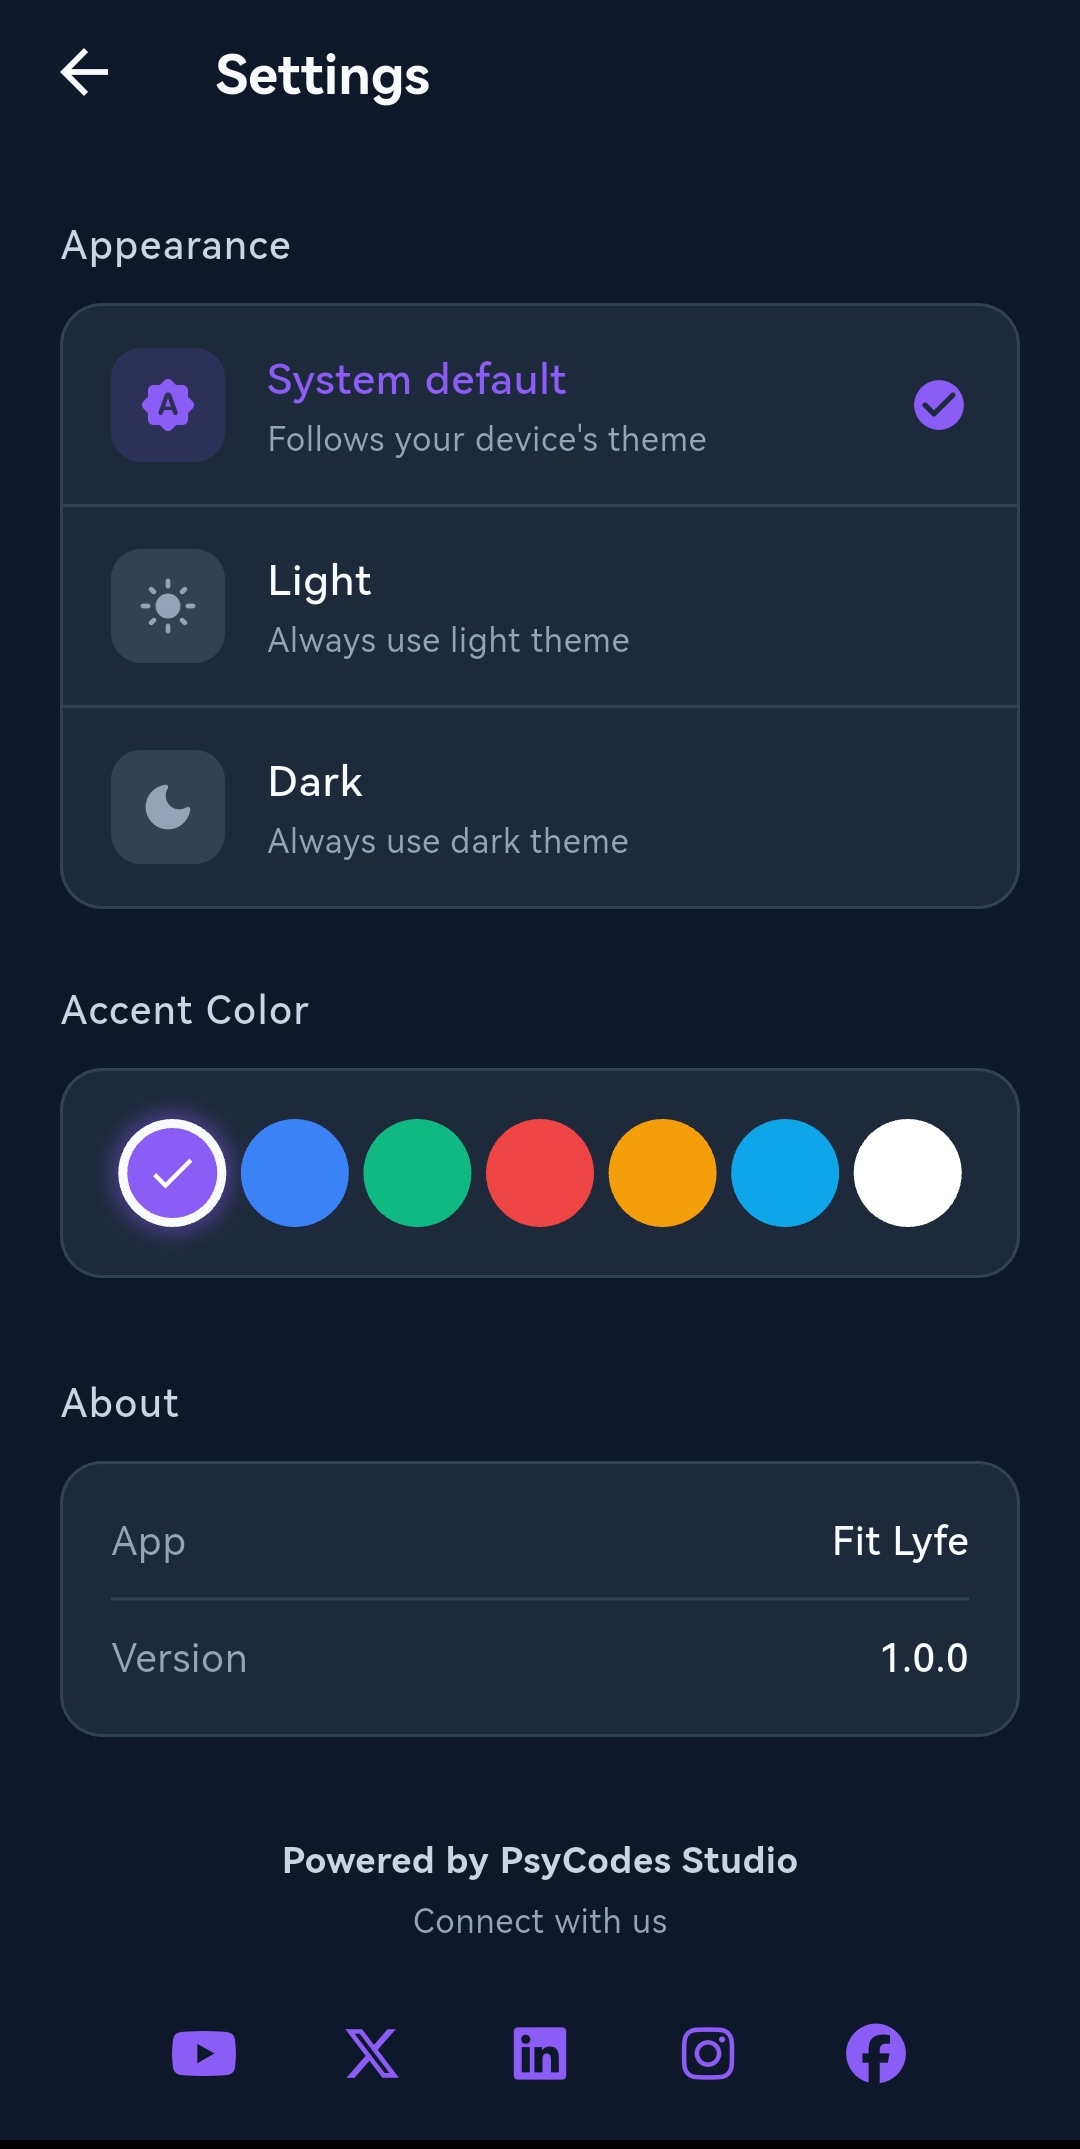 Settings
Appearance
System default
Follows your device's theme
Light
Always use light theme
Dark
Always use dark theme
Accent Color
About
App
Fit Lyfe
Version
1.0.0
Powered by PsyCodes Studio
Connect with us